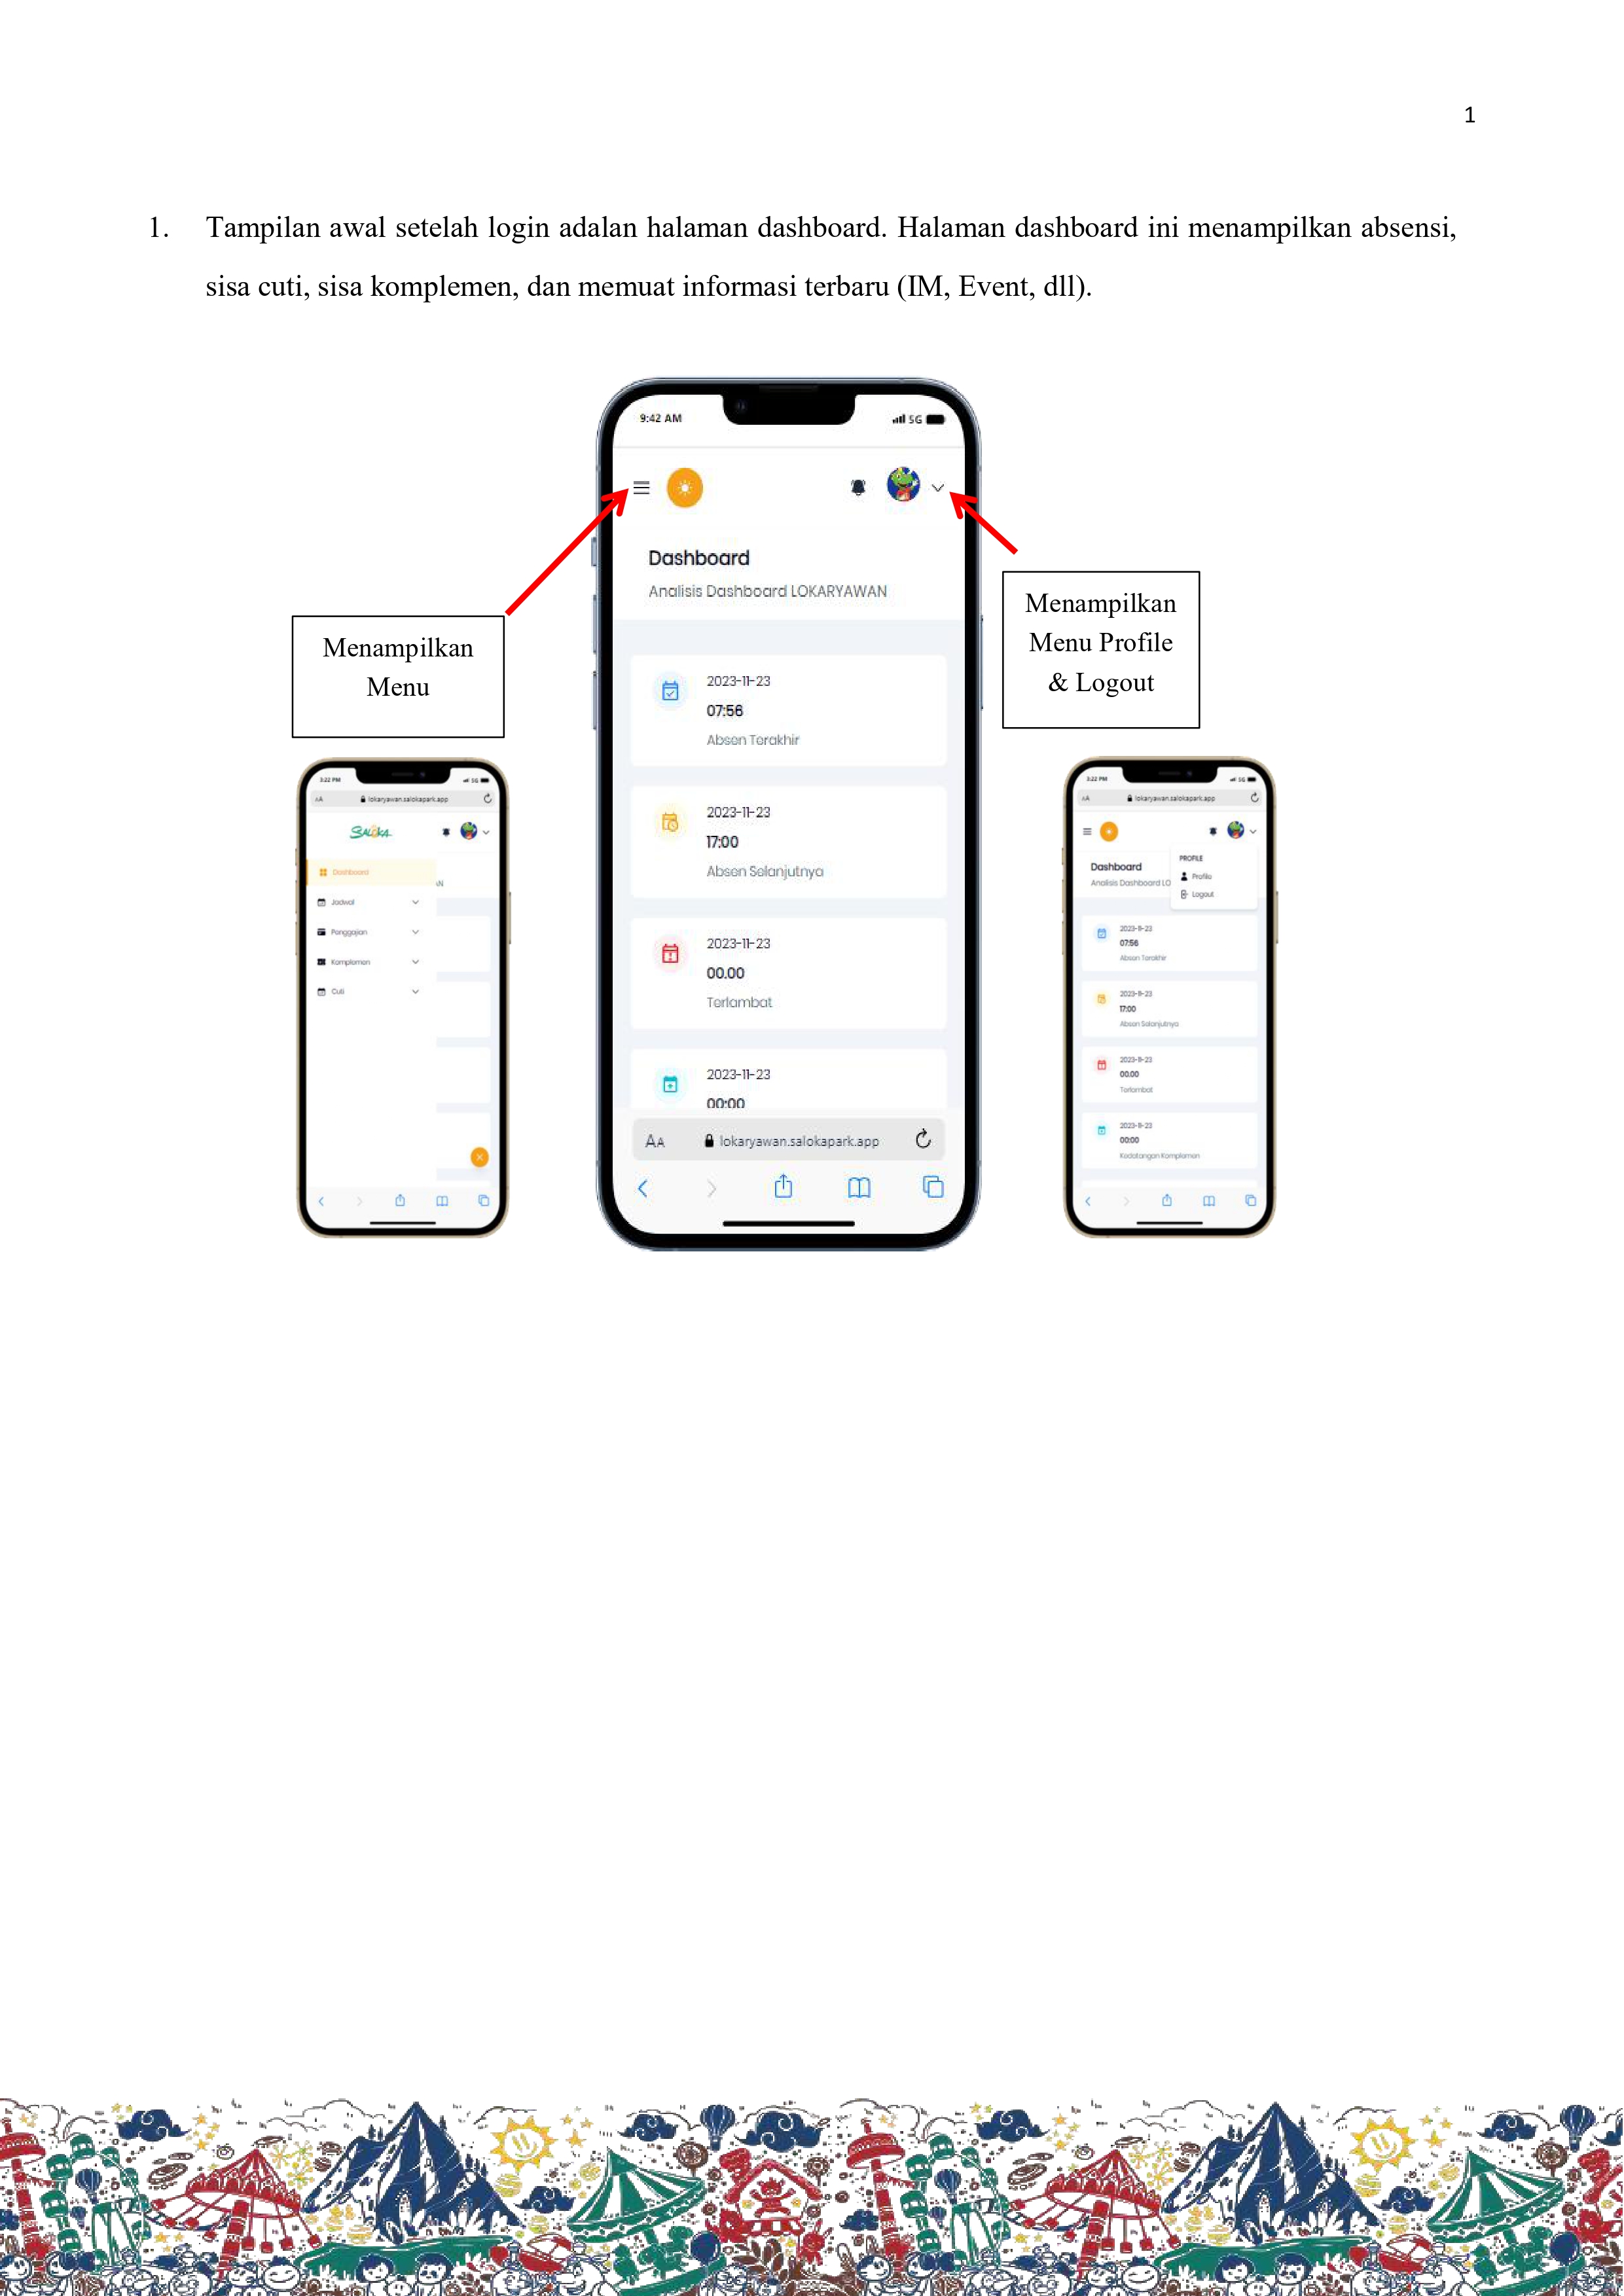 1
1. Tampilan awal setelah login adalan halaman dashboard. Halaman dashboard ini menampilkan absensi,
sisa cuti, sisa komplemen, dan memuat informasi terbaru (IM, Event, dll).
9:42 AM
5G
Dashboard
Analisis Dashboard LOKARYAWAN
2023-11-23
07:56
Absen Terakhir
2023-11-23
17:00
Absen Selanjutnya
2023-11-23
00.00
Terlambat
2023-11-23
00:00
AA lokaryawan.salokapark.app
Menampilkan
Menu
Menampilkan
Menu Profile
& Logout
3:22 PM
5G
AA lokaryawan.salokapark.app
SALOKA
Dashboard
AN
Jadwal
Penggajian
Komplemen
Cuti
3:22 PM
5G
AA lokaryawan.salokapark.app
Dashboard
Analisis Dashboard LO
PROFILE
Profile
Logout
2023-11-23
07:56
Absen Terakhir
2023-11-23
17:00
Absen Selanjutnya
2023-11-23
00.00
Terlambat
2023-11-23
00:00
Kedatangan Komplemen